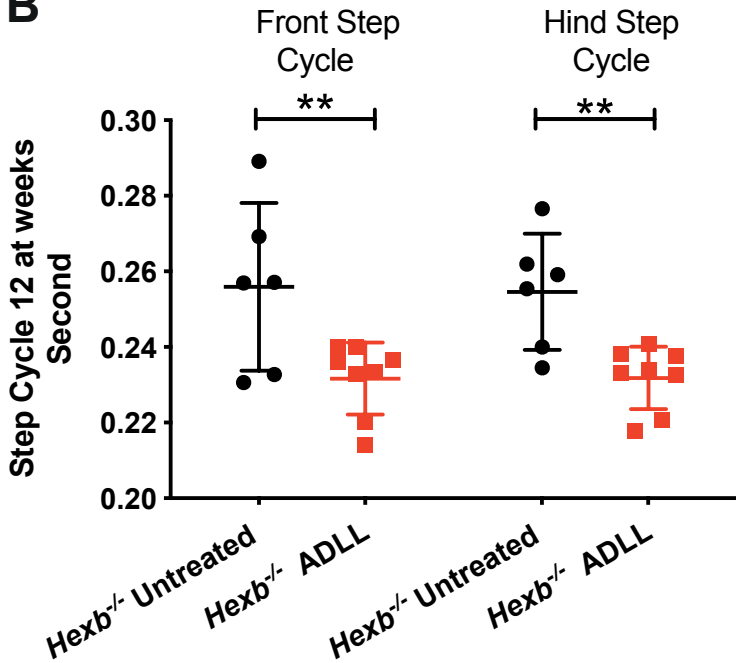 B
Front Step
Cycle
Hind Step
Cycle
**
**
Step Cycle 12 at weeks
Second
0.30
0.28
0.26
0.24
0.22
0.20
Hexb-/- Untreated
Hexb-/- ADLL
Hexb-/- Untreated
Hexb-/- ADLL